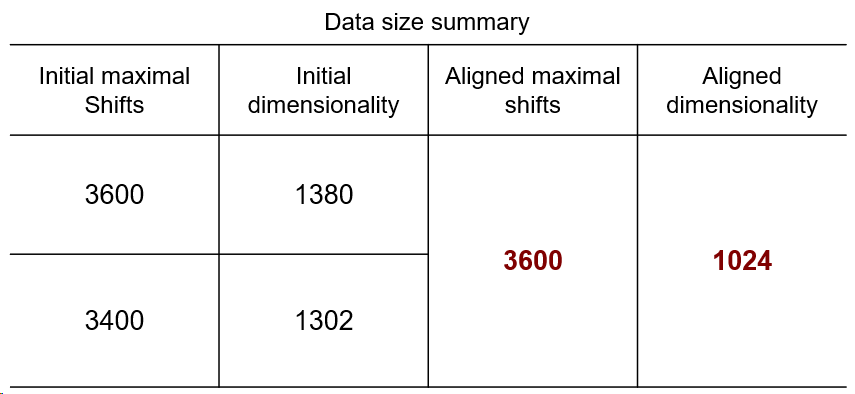 Data size summary
Initial maximal
Shifts
Initial
dimensionality
Aligned maximal
shifts
Aligned
dimensionality
3600
1380
3400
1302
3600
1024